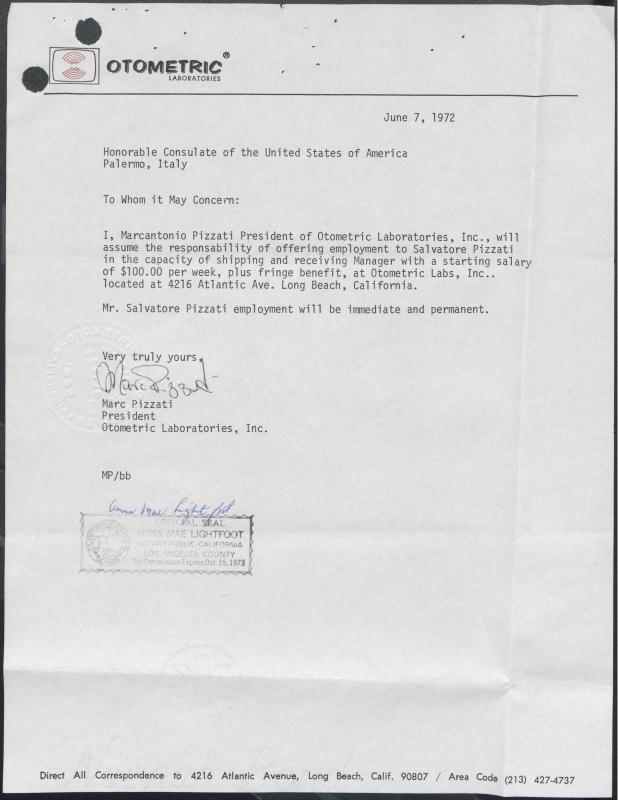 OTOMETRIC®
LABORATORIES
June 7, 1972
Honorable Consulate of the United States of America
Palermo, Italy
To Whom it May Concern:
I, Marcantonio Pizzati President of Otometric Laboratories, Inc., will
assume the responsability of offering employment to Salvatore Pizzati
in the capacity of shipping and receiving Manager with a starting salary
of $100.00 per week, plus fringe benefit, at Otometric Labs, Inc..
located at 4216 Atlantic Ave. Long Beach, California.
Mr. Salvatore Pizzati employment will be immediate and permanent.
Very truly yours,
Marc Pizzati
Marc Pizzati
President
Otometric Laboratories, Inc.
MP/bb
Anna Mae Lightfoot
OFFICIAL SEAL
ANNA MAE LIGHTFOOT
NOTARY PUBLIC-CALIFORNIA
LOS ANGELES COUNTY
My Commission Expires Oct. 15, 1973
Direct All Correspondence to 4216 Atlantic Avenue, Long Beach, Calif. 90807 / Area Code (213) 427-4737